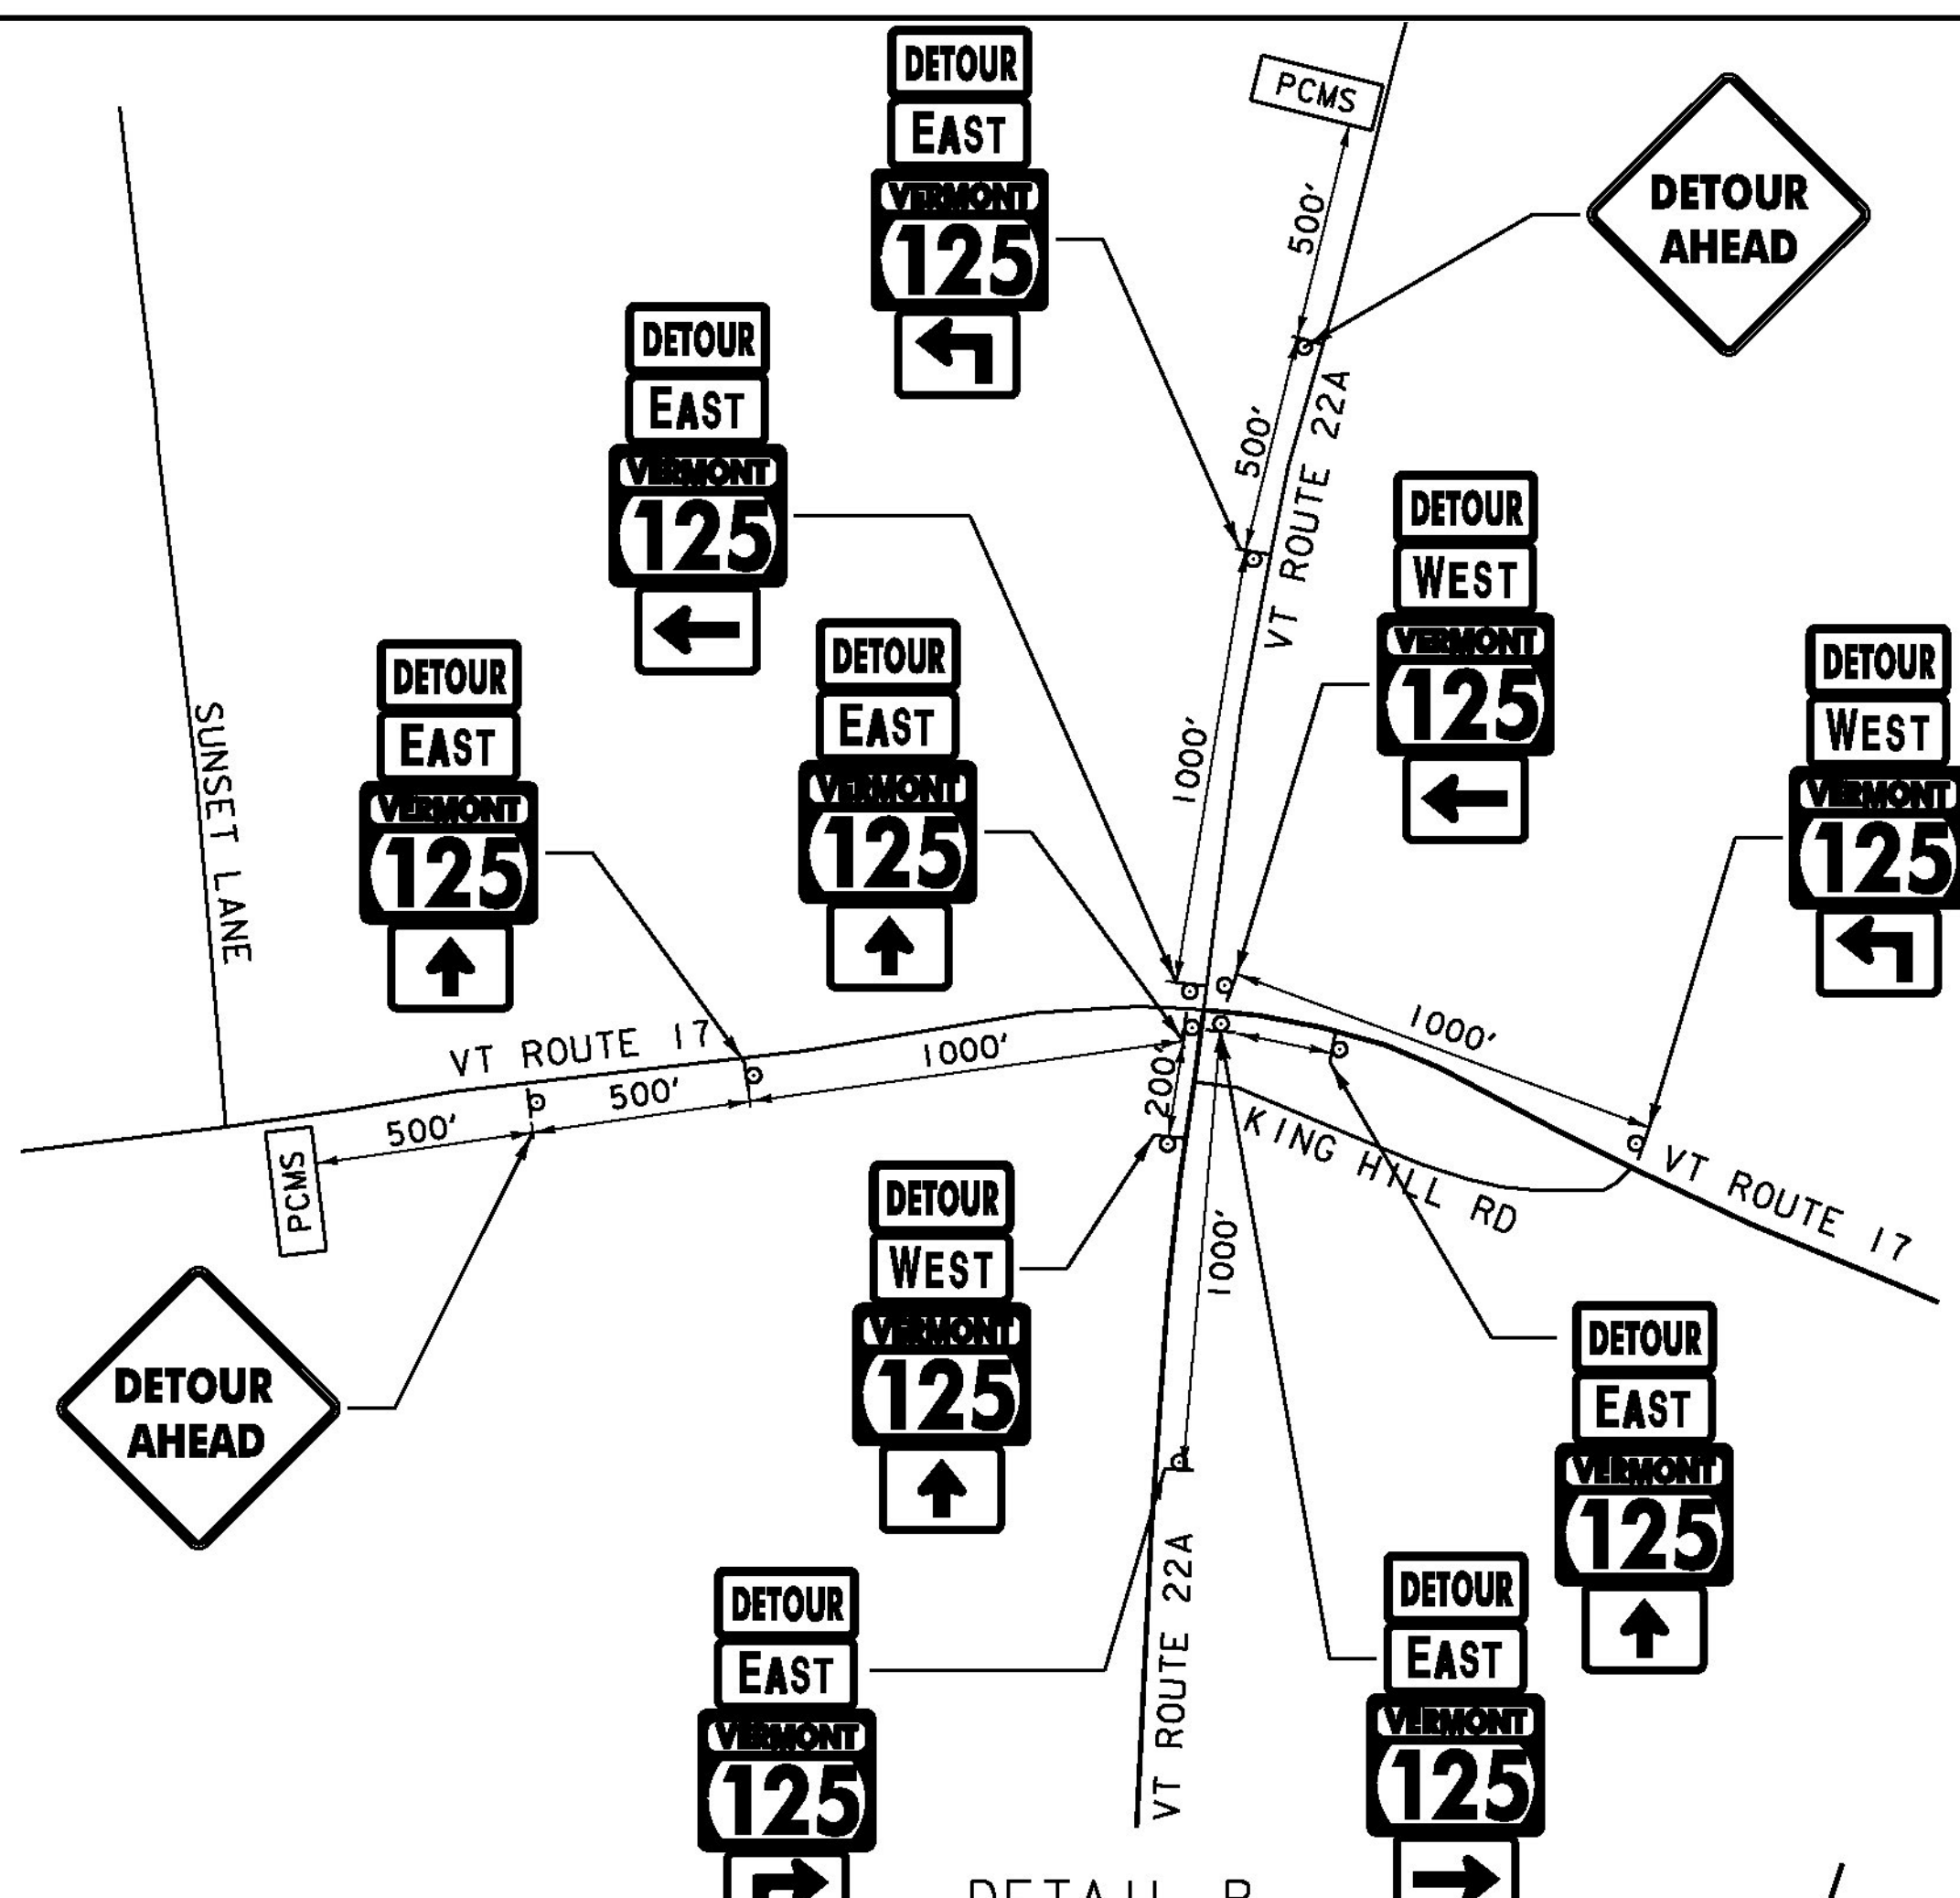 DETOUR
EAST
VERMONT
125
PCMS
500'
DETOUR
AHEAD
DETOUR
EAST
VERMONT
125
500'
VT ROUTE 22A
DETOUR
WEST
VERMONT
125
DETOUR
WEST
VERMONT
125
DETOUR
EAST
VERMONT
125
DETOUR
EAST
VERMONT
125
1000'
SUNSET LANE
VT ROUTE 17
1000'
500'
500'
PCMS
200'
1000'
KING HILL RD
VT ROUTE 17
1000'
DETOUR
AHEAD
DETOUR
WEST
VERMONT
125
DETOUR
EAST
VERMONT
125
DETOUR
EAST
VERMONT
125
VT ROUTE 22A
DETOUR
EAST
VERMONT
125
DETAIL B